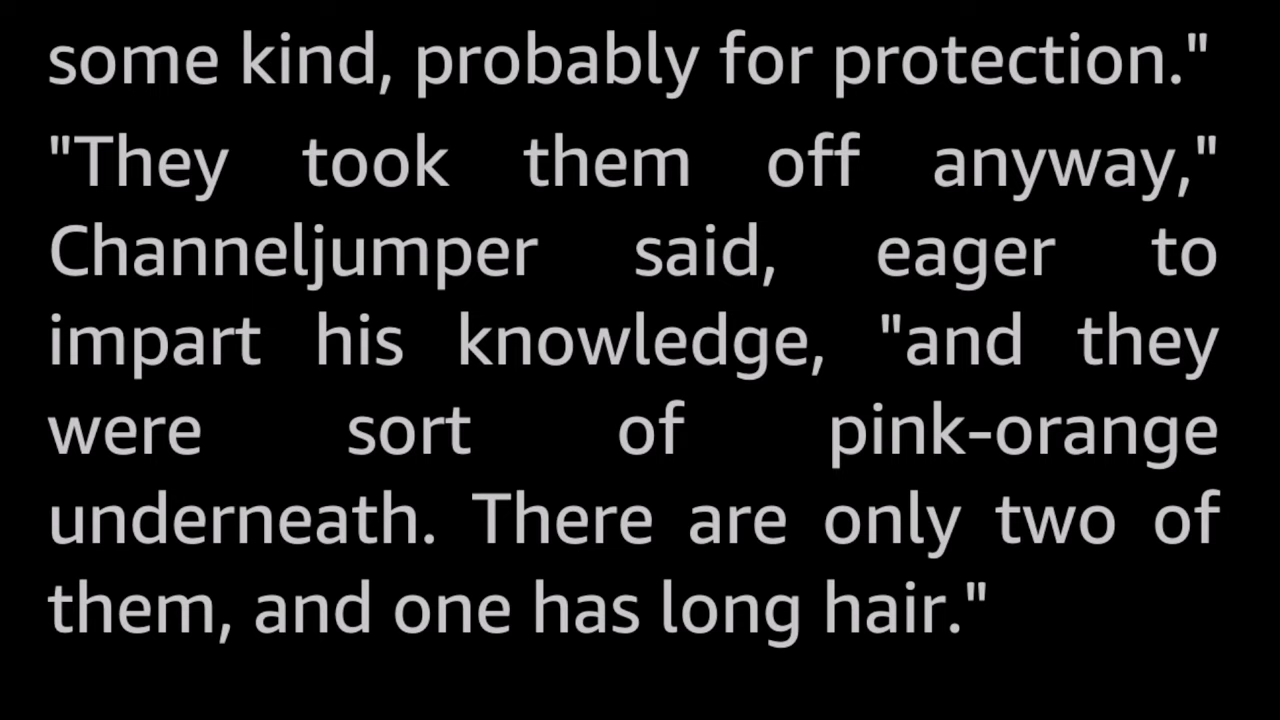 some kind, probably for protection."
"They took them off anyway,"
Channeljumper said, eager to
impart his knowledge, "and they
were sort of pink-orange
underneath. There are only two of
them, and one has long hair."